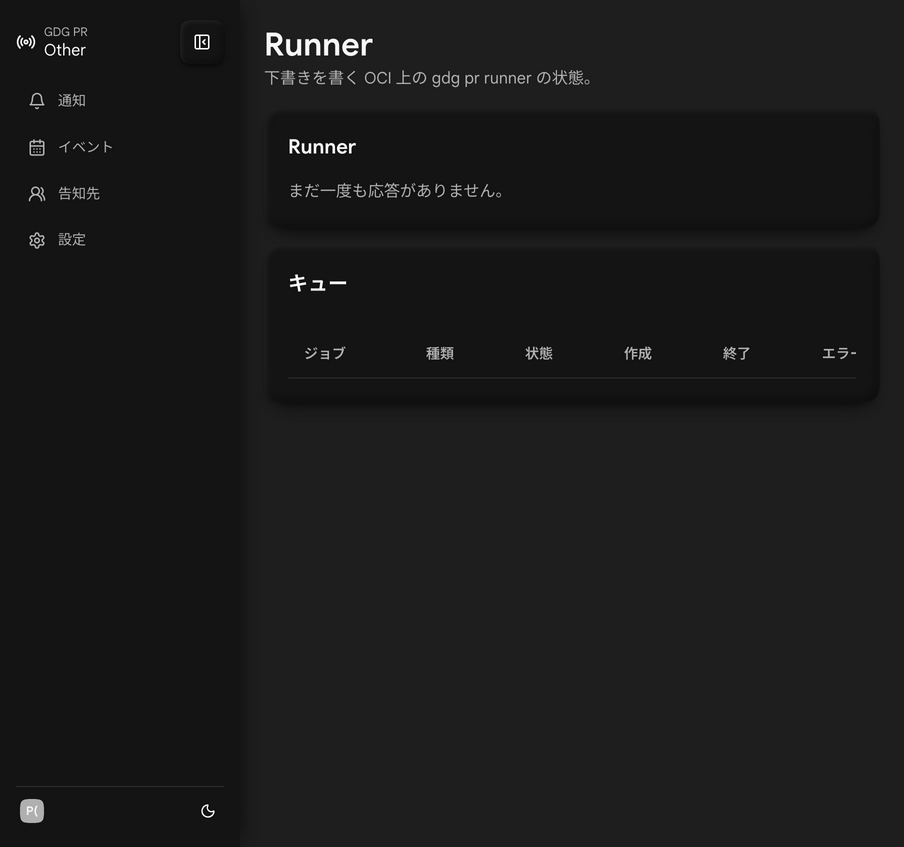 GDG PR
Other
通知
イベント
告知先
設定
P(
Runner
下書きを書く OCI 上の gdg pr runner の状態。
Runner
まだ一度も応答がありません。
キュー
ジョブ 種類 状態 作成 終了 エラー